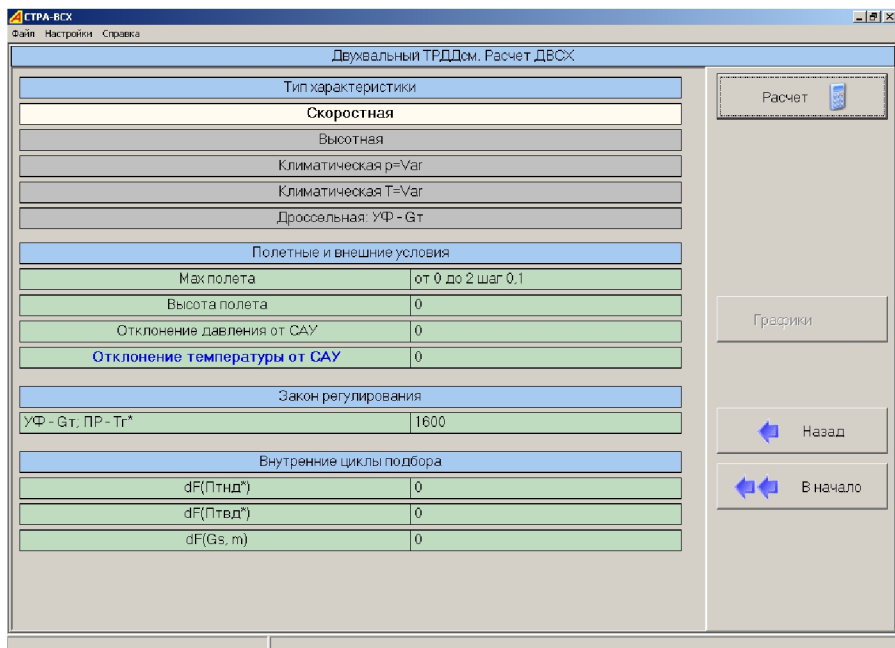 АСТРА-ВСХ
Файл Настройки Справка
Двухвальный ТРДДсм. Расчет ДВСХ
Тип характеристики
Скоростная
Высотная
Климатическая p=Var
Климатическая T=Var
Дроссельная: УФ - Gт
Полетные и внешние условия
Мах полета от 0 до 2 шаг 0,1
Высота полета 0
Отклонение давления от САУ 0
Отклонение температуры от САУ 0
Закон регулирования
УФ - Gт; ПР - Тг* 1600
Внутренние циклы подбора
dF(Птнд*) 0
dF(Птвд*) 0
dF(Gs, m) 0
Расчет
Графики
Назад
В начало